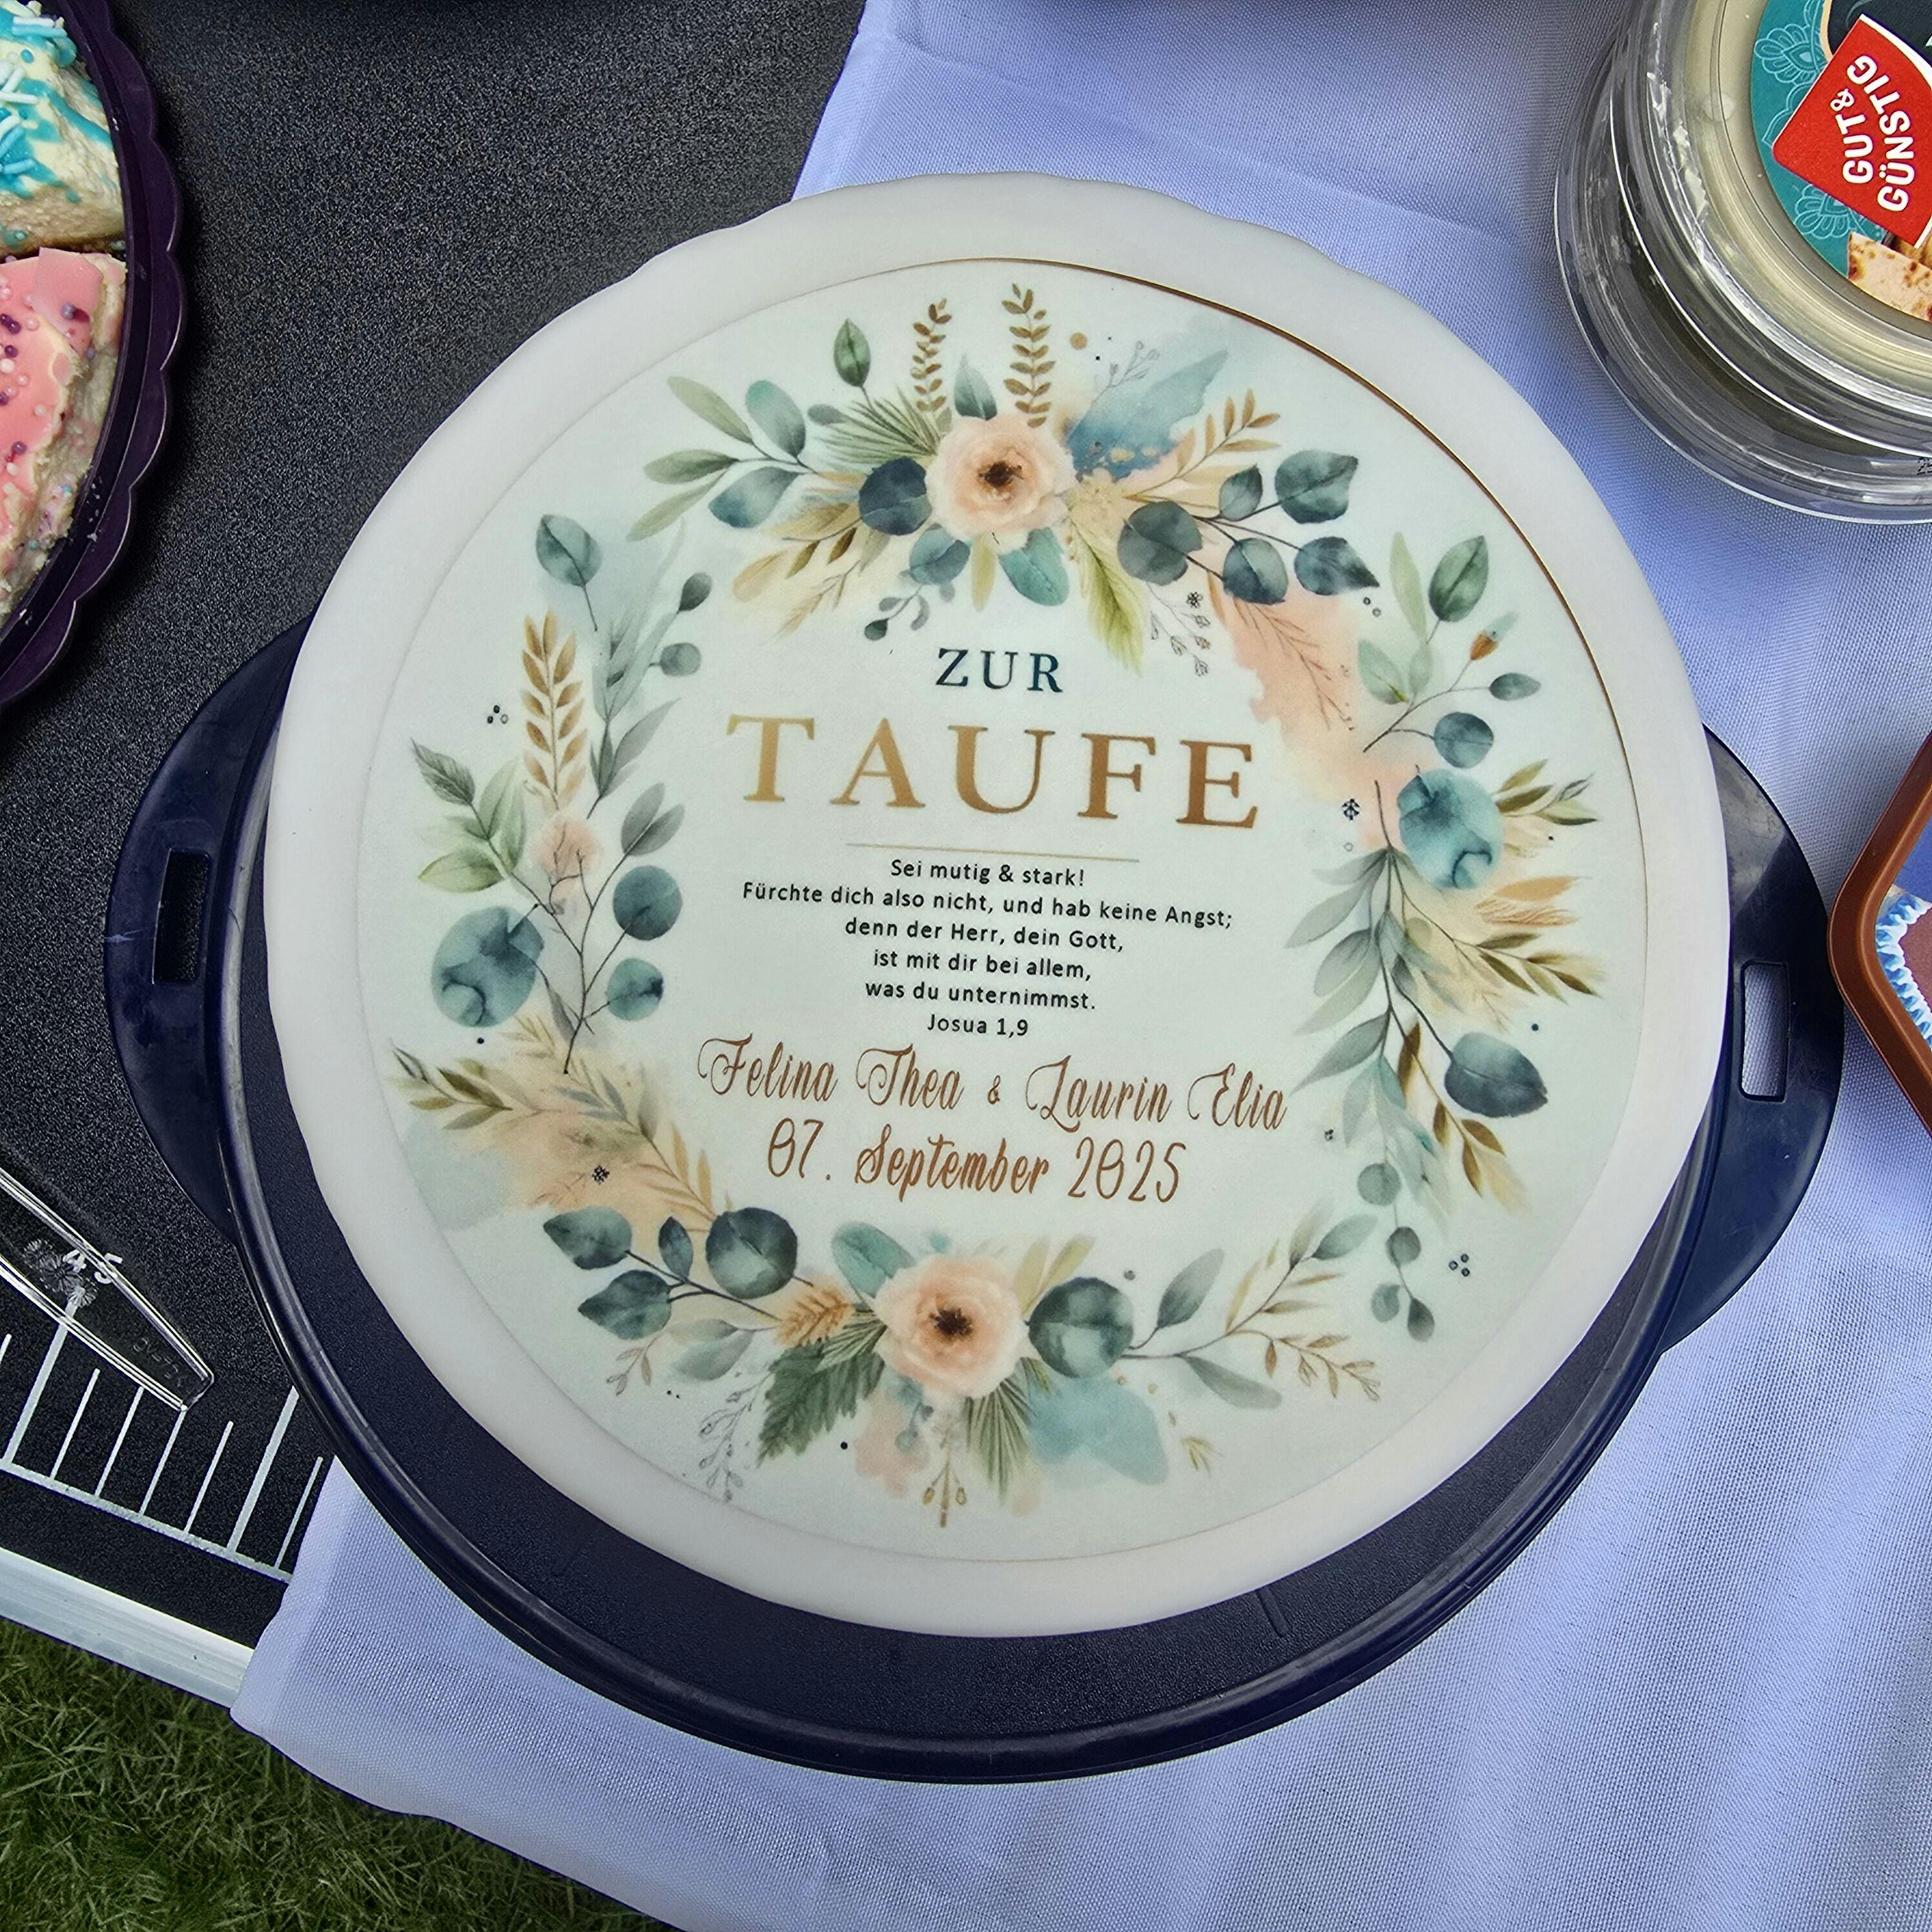 GUT&
GÜNSTIG
ZUR
TAUFE
Sei mutig & stark!
Fürchte dich also nicht, und hab keine Angst;
denn der Herr, dein Gott,
ist mit dir bei allem,
was du unternimmst.
Josua 1,9
Felina Thea & Laurin Elia
07. September 2025
45